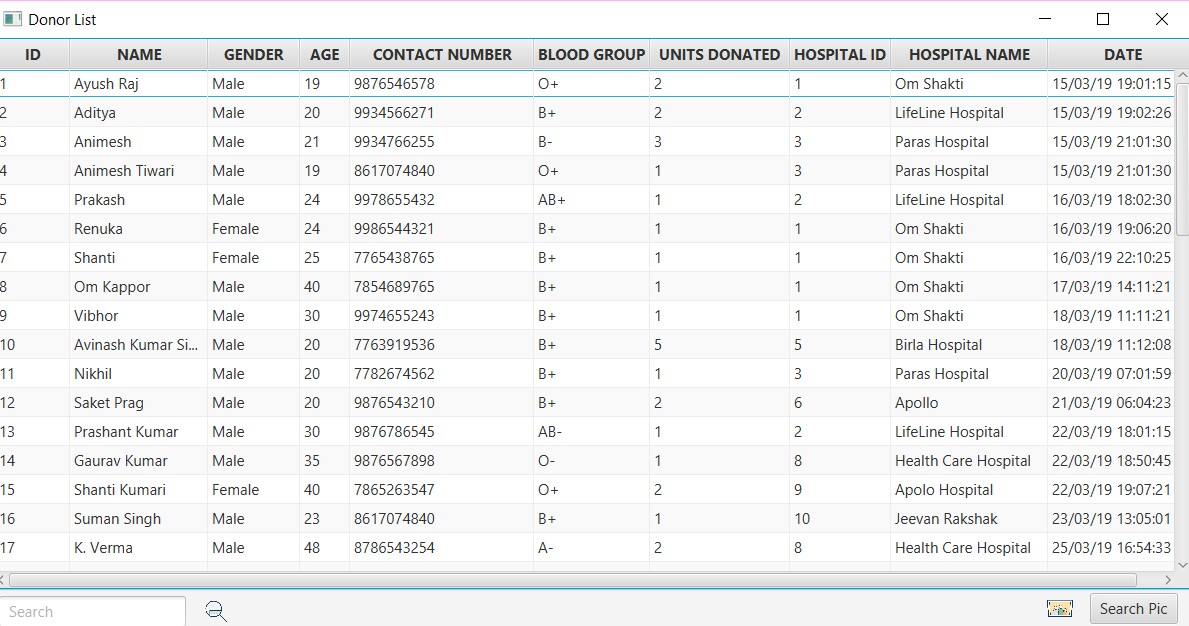 Donor List
ID NAME GENDER AGE CONTACT NUMBER BLOOD GROUP UNITS DONATED HOSPITAL ID HOSPITAL NAME DATE
1 Ayush Raj Male 19 9876546578 O+ 2 1 Om Shakti 15/03/19 19:01:15
2 Aditya Male 20 9934566271 B+ 2 2 LifeLine Hospital 15/03/19 19:02:26
3 Animesh Male 21 9934766255 B- 3 3 Paras Hospital 15/03/19 21:01:30
4 Animesh Tiwari Male 19 8617074840 O+ 1 3 Paras Hospital 15/03/19 21:01:30
5 Prakash Male 24 9978655432 AB+ 1 2 LifeLine Hospital 16/03/19 18:02:30
6 Renuka Female 24 9986544321 B+ 1 1 Om Shakti 16/03/19 19:06:20
7 Shanti Female 25 7765438765 B+ 1 1 Om Shakti 16/03/19 22:10:25
8 Om Kappor Male 40 7854689765 B+ 1 1 Om Shakti 17/03/19 14:11:21
9 Vibhor Male 30 9974655243 B+ 1 1 Om Shakti 18/03/19 11:11:21
10 Avinash Kumar Si... Male 20 7763919536 B+ 5 5 Birla Hospital 18/03/19 11:12:08
11 Nikhil Male 20 7782674562 B+ 1 3 Paras Hospital 20/03/19 07:01:59
12 Saket Prag Male 20 9876543210 B+ 2 6 Apollo 21/03/19 06:04:23
13 Prashant Kumar Male 30 9876786545 AB- 1 2 LifeLine Hospital 22/03/19 18:01:15
14 Gaurav Kumar Male 35 9876567898 O- 1 8 Health Care Hospital 22/03/19 18:50:45
15 Shanti Kumari Female 40 7865263547 O+ 2 9 Apolo Hospital 22/03/19 19:07:21
16 Suman Singh Male 23 8617074840 B+ 1 10 Jeevan Rakshak 23/03/19 13:05:01
17 K. Verma Male 48 8786543254 A- 2 8 Health Care Hospital 25/03/19 16:54:33
Search Search Pic